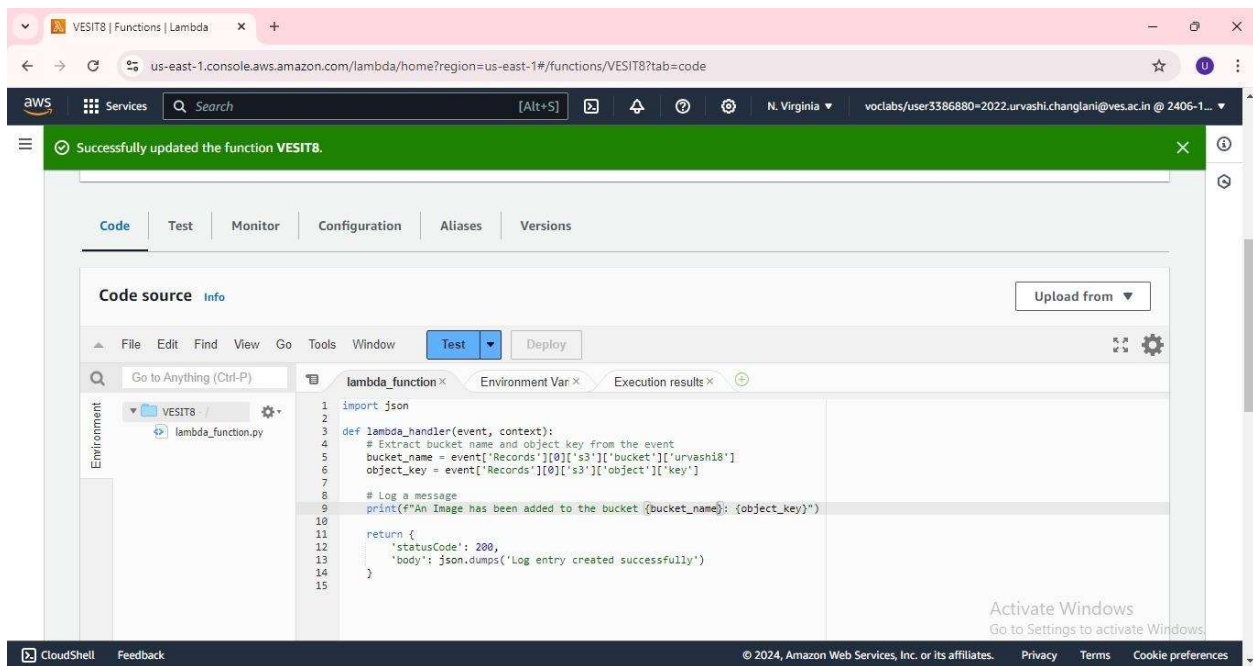 VESIT8 | Functions | Lambda
us-east-1.console.aws.amazon.com/lambda/home?region=us-east-1#/functions/VESIT8?tab=code
U
aws Services Search [Alt+S] N. Virginia voclabs/user3386880=2022.urvashi.changlani@ves.ac.in @ 2406-1...
Successfully updated the function VESIT8.
Code Test Monitor Configuration Aliases Versions
Code source Info Upload from
File Edit Find View Go Tools Window Test Deploy
Go to Anything (Ctrl-P) lambda_function Environment Var Execution results
Environment
VESIT8 /
lambda_function.py
1 import json
2
3 def lambda_handler(event, context):
4     # Extract bucket name and object key from the event
5     bucket_name = event['Records'][0]['s3']['bucket']['urvashi8']
6     object_key = event['Records'][0]['s3']['object']['key']
7
8     # Log a message
9     print(f"An Image has been added to the bucket {bucket_name}: {object_key}")
10
11     return {
12         'statusCode': 200,
13         'body': json.dumps('Log entry created successfully')
14     }
15
Activate Windows
Go to Settings to activate Windows.
CloudShell Feedback © 2024, Amazon Web Services, Inc. or its affiliates. Privacy Terms Cookie preferences